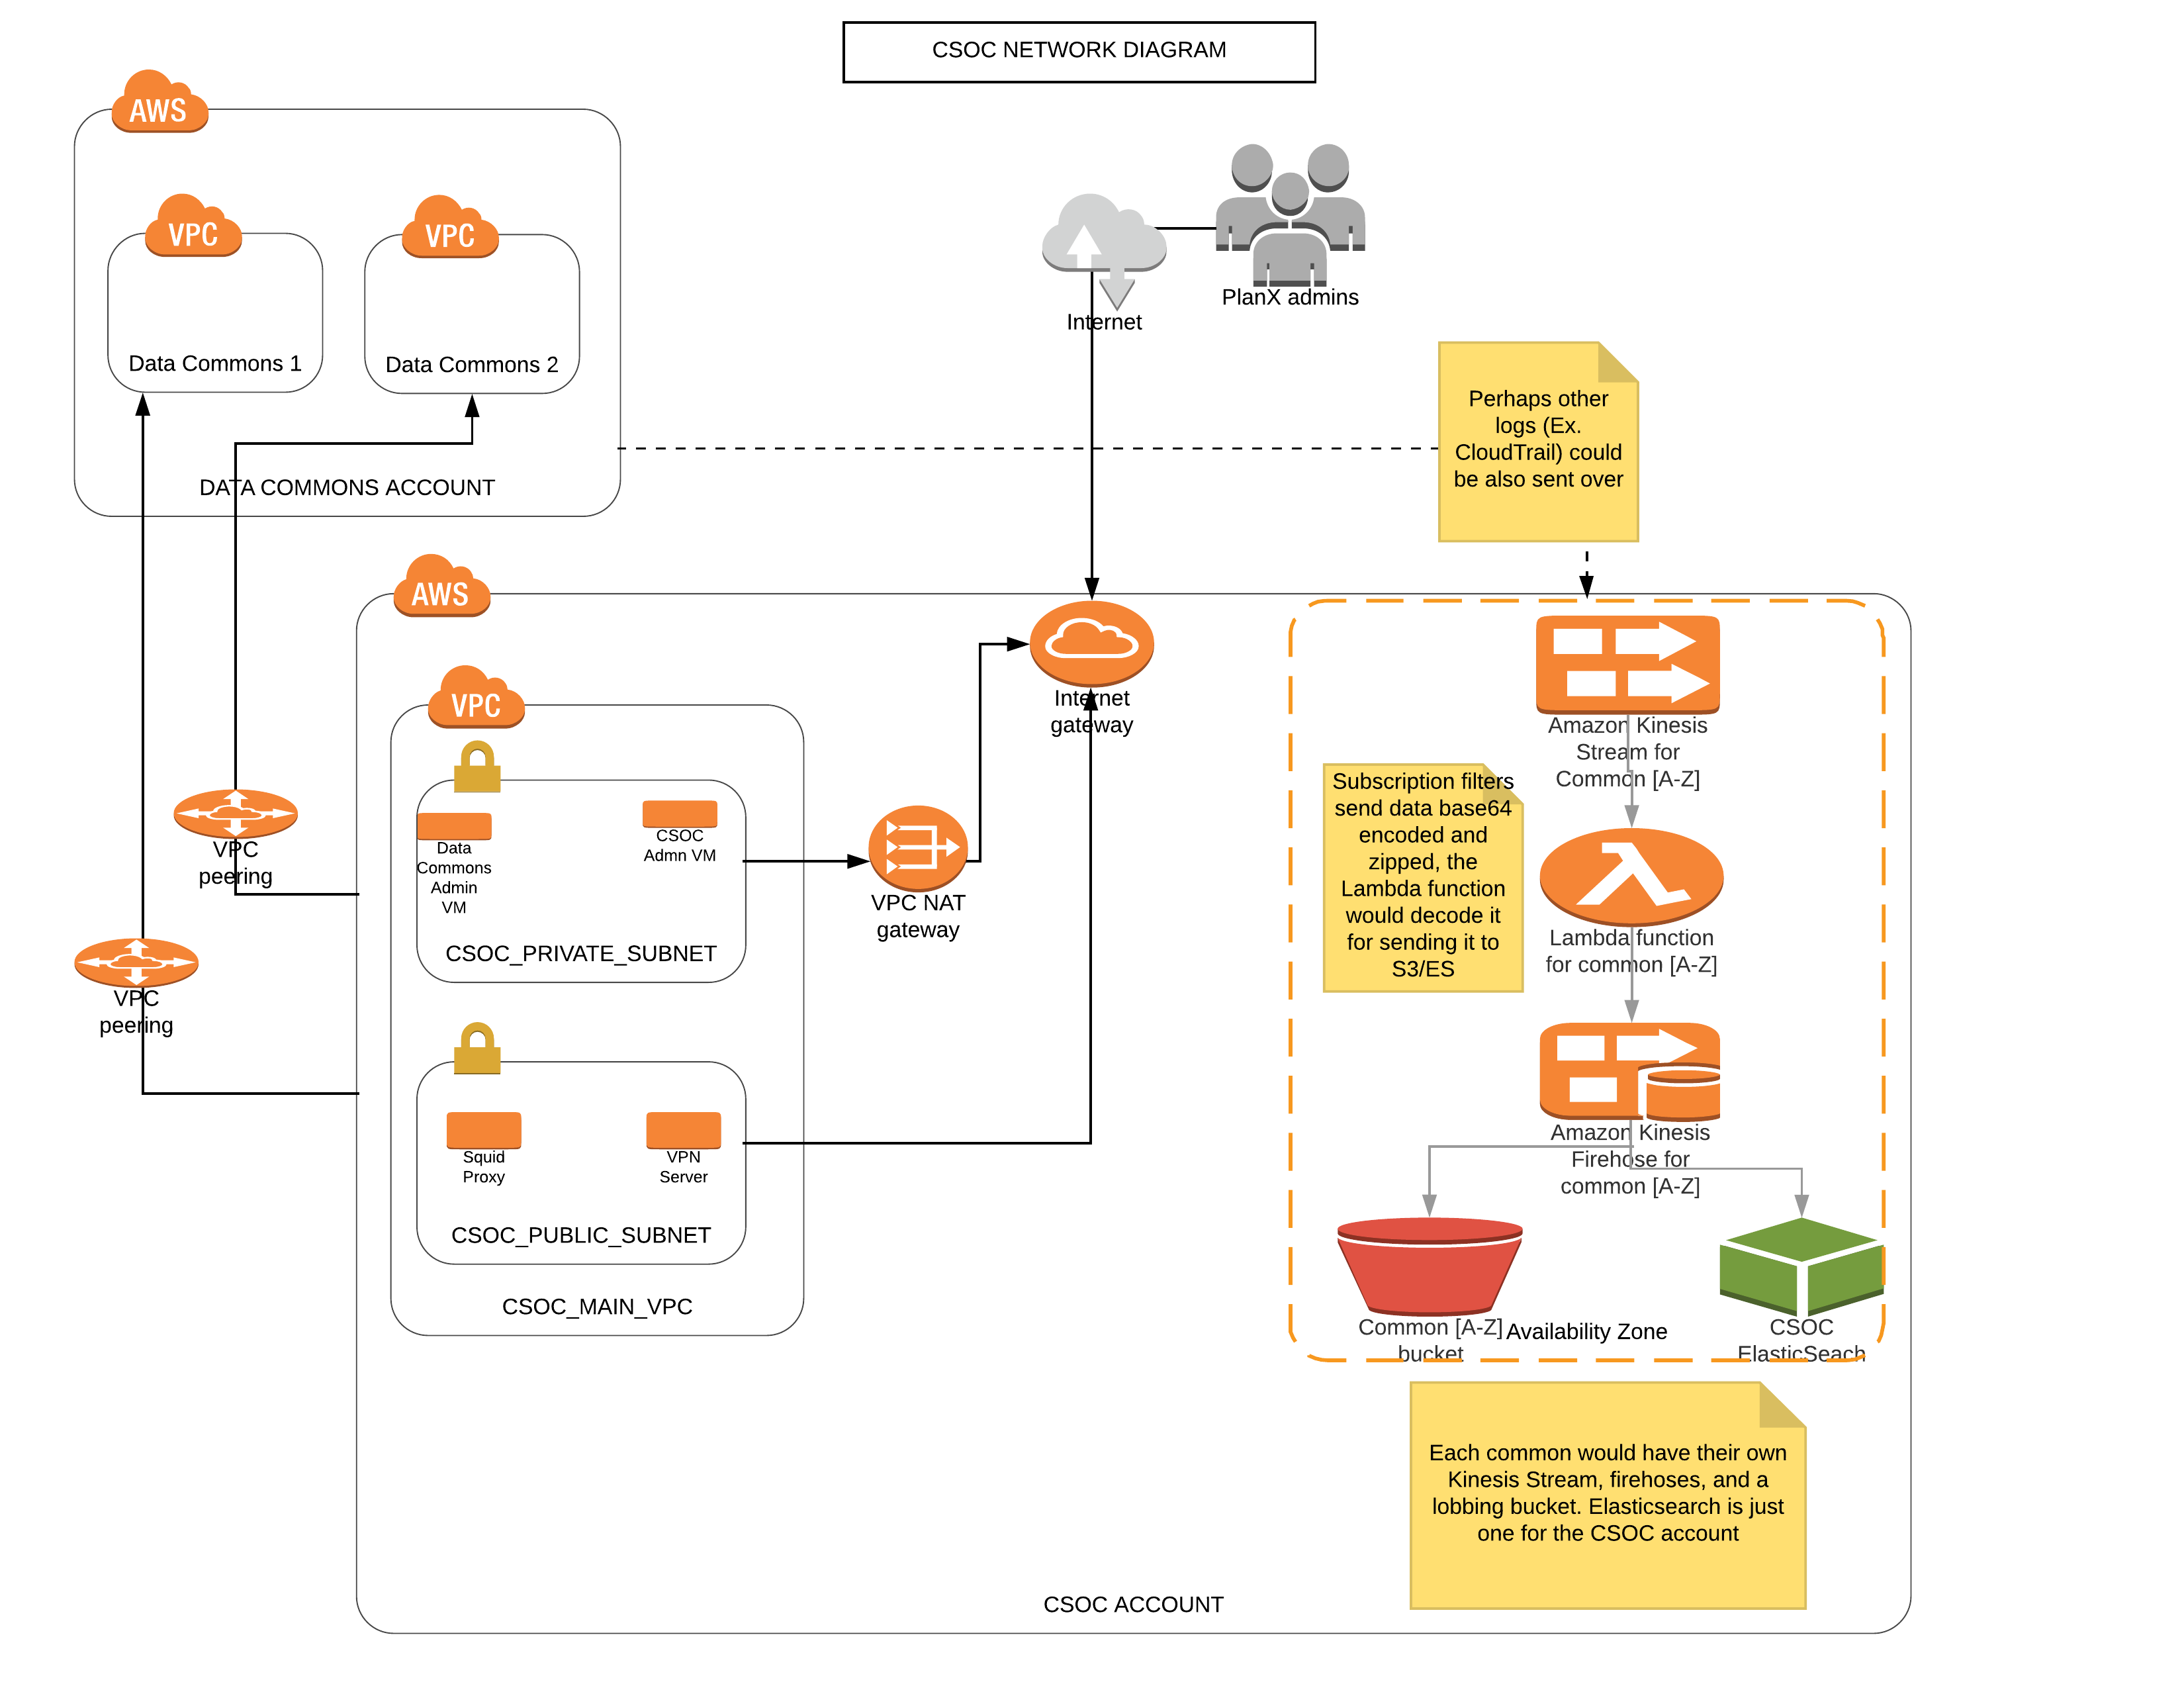 CSOC NETWORK DIAGRAM
AWS
VPC
VPC
Data Commons 1
Data Commons 2
DATA COMMONS ACCOUNT
PlanX admins
Internet
Perhaps other
logs (Ex.
CloudTrail) could
be also sent over
AWS
VPC
Data
Commons
Admin
VM
CSOC
Admn VM
CSOC_PRIVATE_SUBNET
Squid
Proxy
VPN
Server
CSOC_PUBLIC_SUBNET
CSOC_MAIN_VPC
VPC
peering
VPC
peering
VPC NAT
gateway
Internet
gateway
Amazon Kinesis
Stream for
Common [A-Z]
Subscription filters
send data base64
encoded and
zipped, the
Lambda function
would decode it
for sending it to
S3/ES
Lambda function
for common [A-Z]
Amazon Kinesis
Firehose for
common [A-Z]
Common [A-Z]
bucket
Availability Zone
CSOC
ElasticSeach
Each common would have their own
Kinesis Stream, firehoses, and a
lobbing bucket. Elasticsearch is just
one for the CSOC account
CSOC ACCOUNT